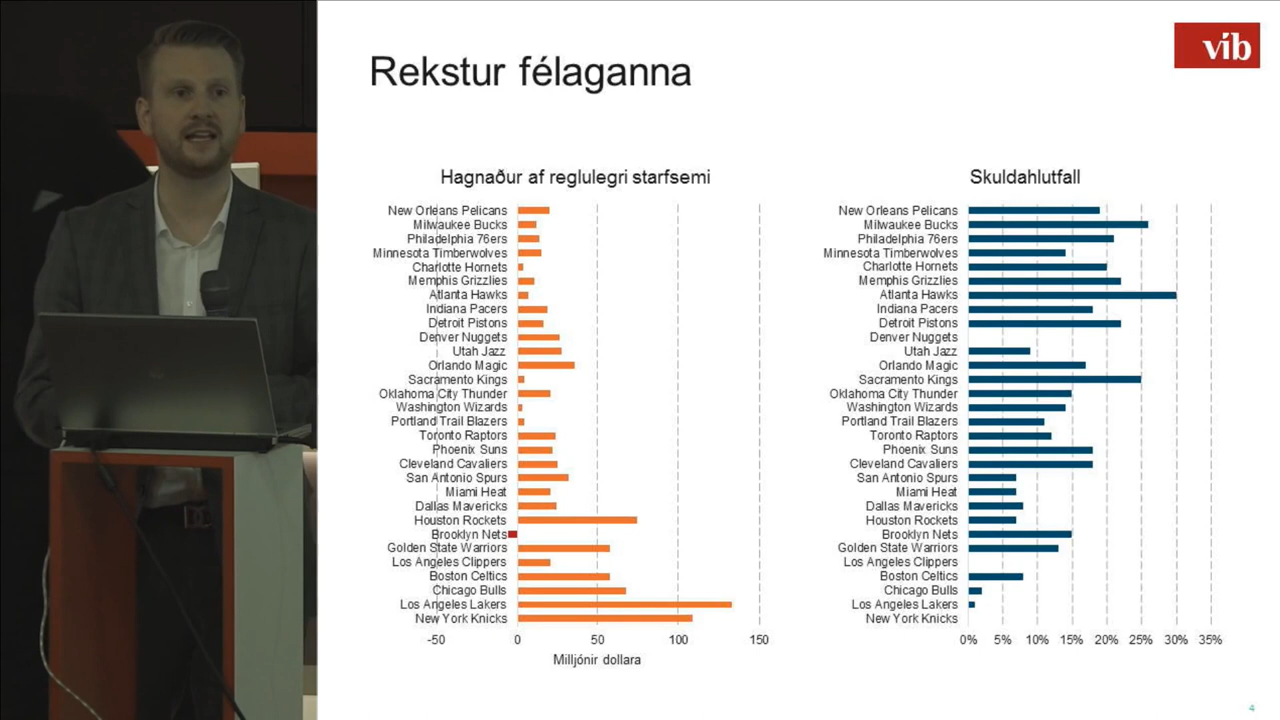 víb
Rekstur félaganna
Hagnaður af reglulegri starfsemi
New Orleans Pelicans
Milwaukee Bucks
Philadelphia 76ers
Minnesota Timberwolves
Charlotte Hornets
Memphis Grizzlies
Atlanta Hawks
Indiana Pacers
Detroit Pistons
Denver Nuggets
Utah Jazz
Orlando Magic
Sacramento Kings
Oklahoma City Thunder
Washington Wizards
Portland Trail Blazers
Toronto Raptors
Phoenix Suns
Cleveland Cavaliers
San Antonio Spurs
Miami Heat
Dallas Mavericks
Houston Rockets
Brooklyn Nets
Golden State Warriors
Los Angeles Clippers
Boston Celtics
Chicago Bulls
Los Angeles Lakers
New York Knicks
-50 0 50 100 150
Milljónir dollara
Skuldahlutfall
New Orleans Pelicans
Milwaukee Bucks
Philadelphia 76ers
Minnesota Timberwolves
Charlotte Hornets
Memphis Grizzlies
Atlanta Hawks
Indiana Pacers
Detroit Pistons
Denver Nuggets
Utah Jazz
Orlando Magic
Sacramento Kings
Oklahoma City Thunder
Washington Wizards
Portland Trail Blazers
Toronto Raptors
Phoenix Suns
Cleveland Cavaliers
San Antonio Spurs
Miami Heat
Dallas Mavericks
Houston Rockets
Brooklyn Nets
Golden State Warriors
Los Angeles Clippers
Boston Celtics
Chicago Bulls
Los Angeles Lakers
New York Knicks
0% 5% 10% 15% 20% 25% 30% 35%
4